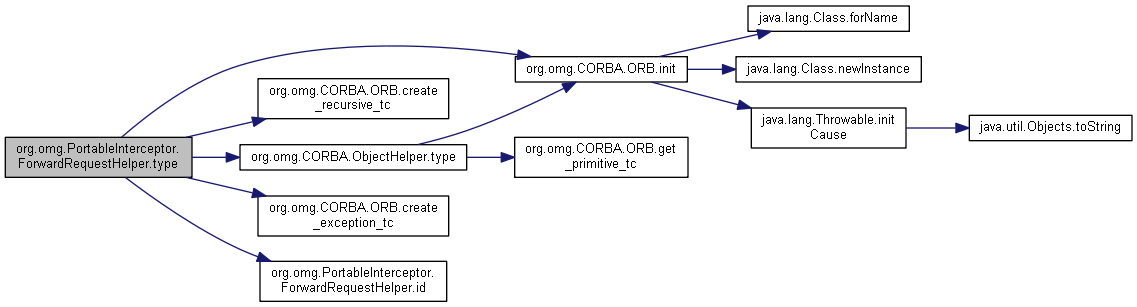 java.lang.Class.forName
org.omg.CORBA.ORB.init
java.lang.Class.newInstance
org.omg.CORBA.ORB.create
_recursive_tc
java.lang.Throwable.init
Cause
java.util.Objects.toString
org.omg.PortableInterceptor.
ForwardRequestHelper.type
org.omg.CORBA.ObjectHelper.type
org.omg.CORBA.ORB.get
_primitive_tc
org.omg.CORBA.ORB.create
_exception_tc
org.omg.PortableInterceptor.
ForwardRequestHelper.id